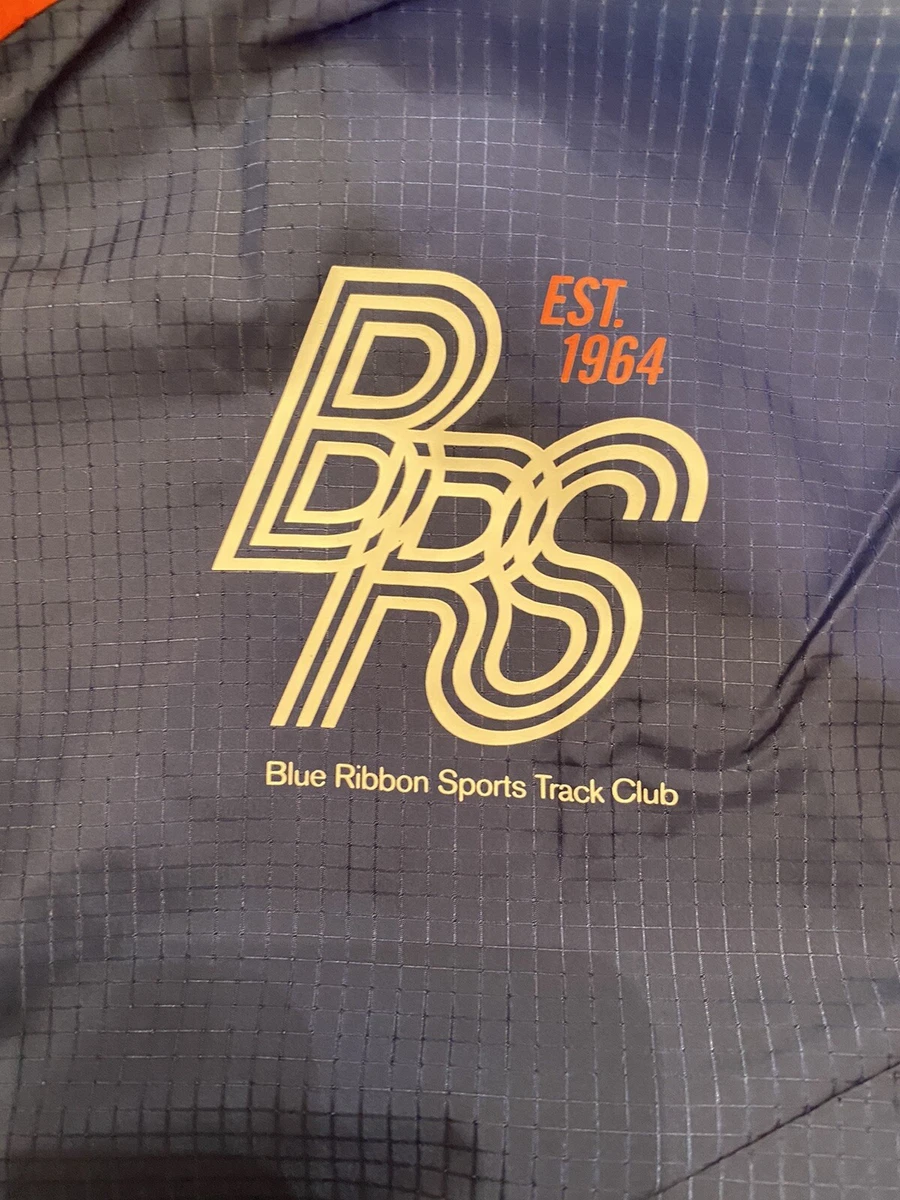 EST.
1964
BRS
Blue Ribbon Sports Track Club